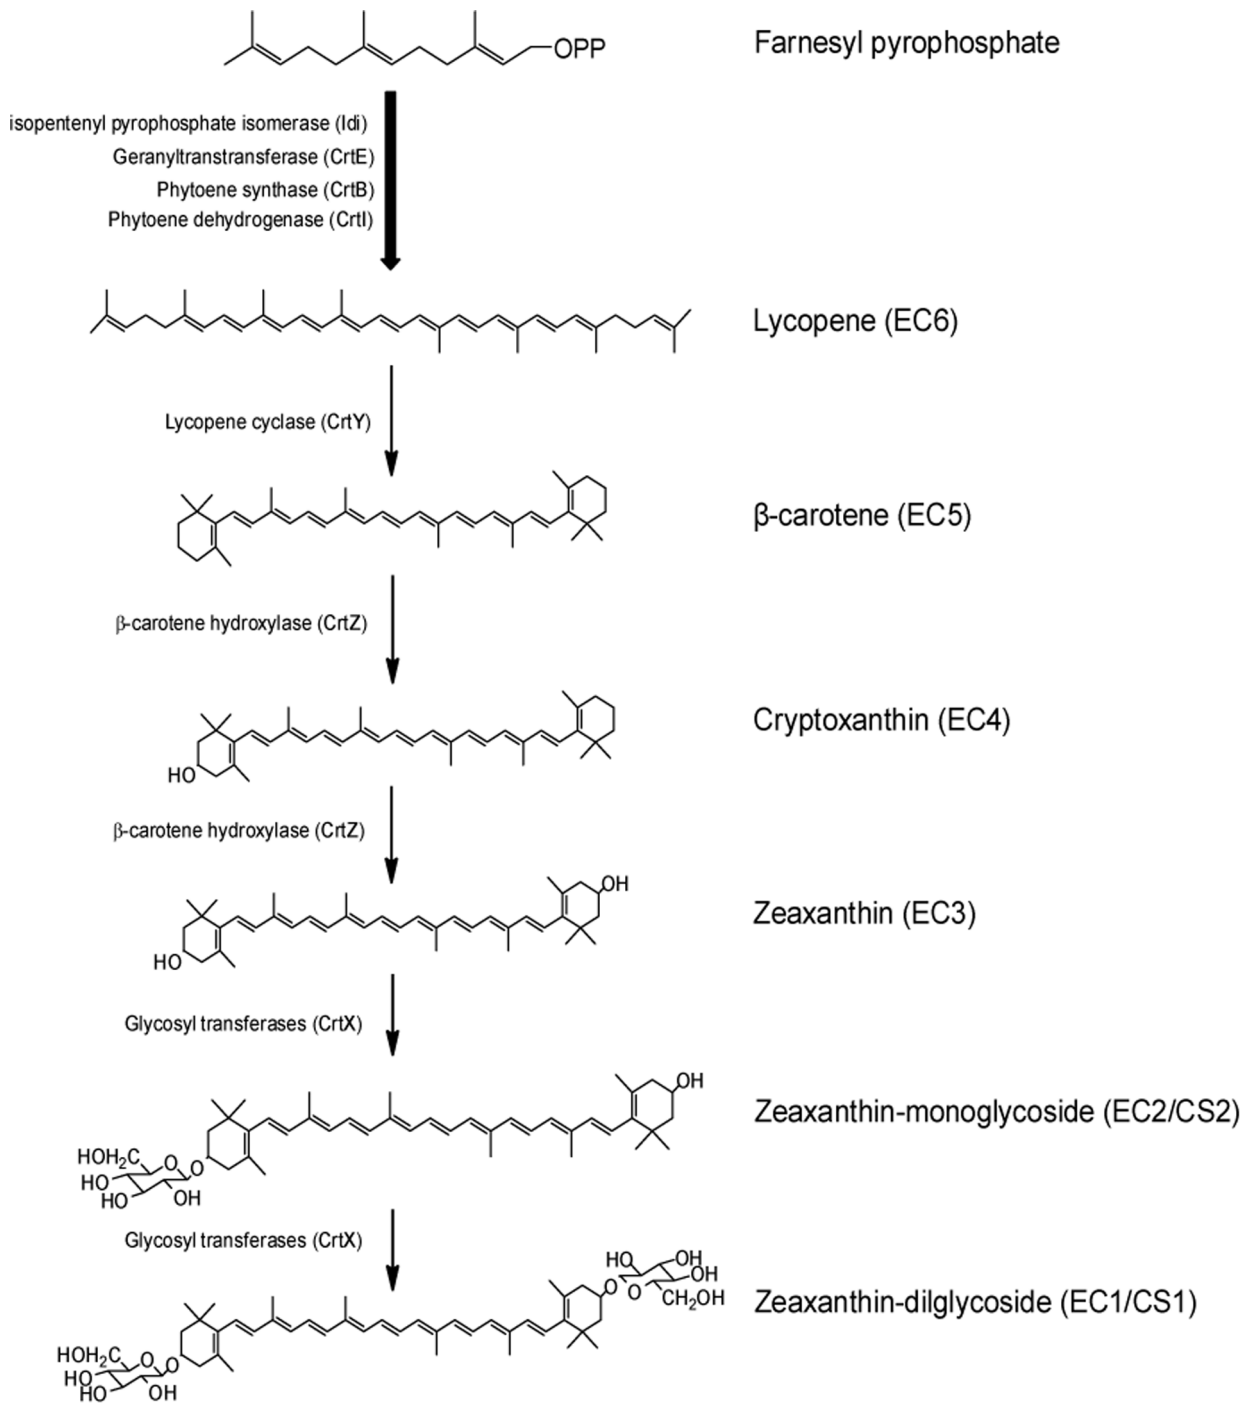 OPP
Farnesyl pyrophosphate
isopentenyl pyrophosphate isomerase (Idi)
Geranyltranstransferase (CrtE)
Phytoene synthase (CrtB)
Phytoene dehydrogenase (CrtI)
Lycopene (EC6)
Lycopene cyclase (CrtY)
β-carotene (EC5)
β-carotene hydroxylase (CrtZ)
Cryptoxanthin (EC4)
HO
β-carotene hydroxylase (CrtZ)
OH
Zeaxanthin (EC3)
HO
Glycosyl transferases (CrtX)
OH
Zeaxanthin-monoglycoside (EC2/CS2)
HOH₂C
O
O
HO
HO
OH
Glycosyl transferases (CrtX)
HO
OH
OH
O
O
CH₂OH
Zeaxanthin-dilglycoside (EC1/CS1)
HOH₂C
O
O
HO
HO
OH